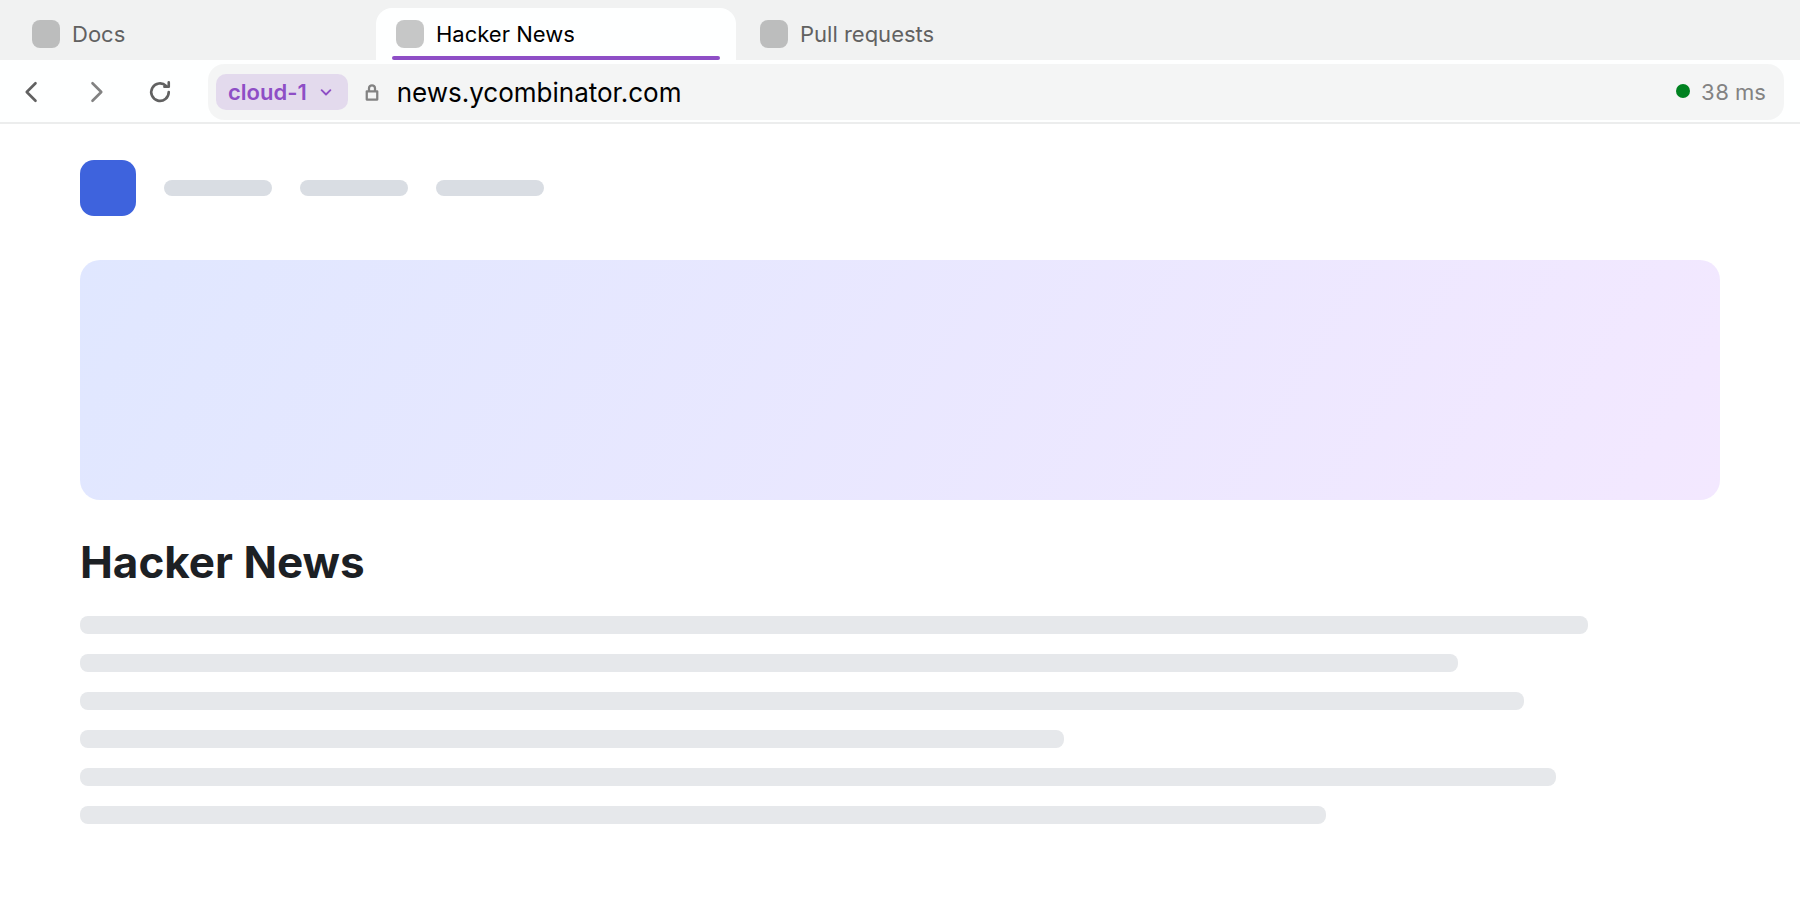 Docs
Hacker News
Pull requests
cloud-1
news.ycombinator.com
38 ms
Hacker News